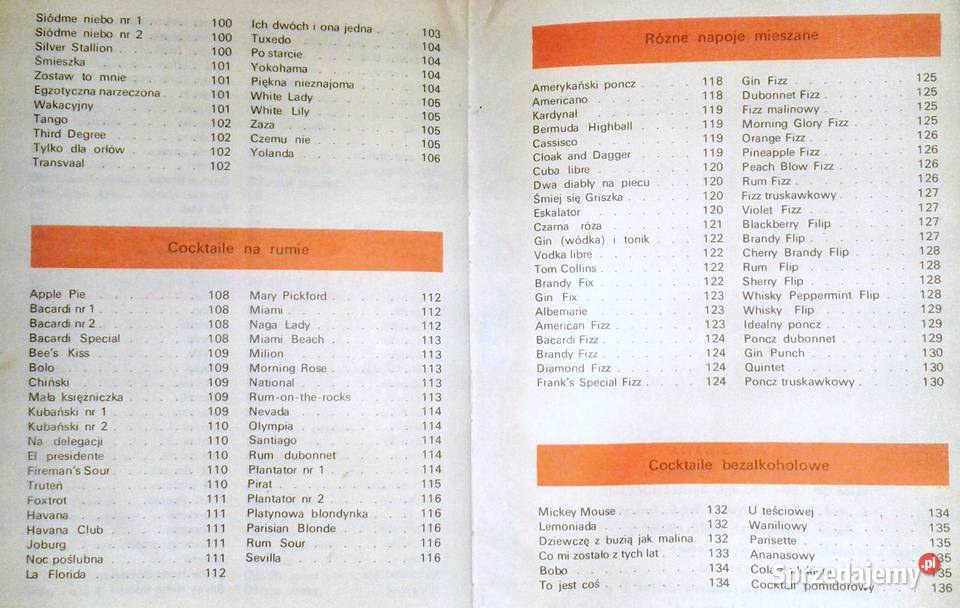 Siódme niebo nr 1 100
Siódme niebo nr 2 100
Silver Stallion 100
Śmieszka 101
Zostaw to mnie 101
Egzotyczna narzeczona 101
Wakacyjny 101
Tango 102
Third Degree 102
Tylko dla orłów 102
Transvaal 102
Ich dwóch i ona jedna 103
Tuxedo 104
Po starcie 104
Yokohama 104
Piękna nieznajoma 104
White Lady 105
White Lily 105
Zaza 105
Czemu nie 105
Yolanda 106
Cocktaile na rumie
Apple Pie 108
Bacardi nr 1 108
Bacardi nr 2 108
Bacardi Special 108
Bee's Kiss 109
Bolo 109
Chiński 109
Mała księżniczka 109
Kubański nr 1 109
Kubański nr 2 110
Na delegacji 110
El presidente 110
Fireman's Sour 110
Truteń 110
Foxtrot 111
Havana 111
Havana Club 111
Joburg 111
Noc poślubna 111
La Florida 112
Mary Pickford 112
Miami 112
Naga Lady 112
Miami Beach 113
Milion 113
Morning Rose 113
National 113
Rum-on-the-rocks 113
Nevada 114
Olympia 114
Santiago 114
Rum dubonnet 114
Plantator nr 1 114
Pirat 115
Plantator nr 2 116
Platynowa blondynka 116
Parisian Blonde 116
Rum Sour 116
Sevilla 116
Rózne napoje mieszane
Amerykański poncz 118
Americano 118
Kardynał 119
Bermuda Highball 119
Cassisco 119
Cloak and Dagger 119
Cuba libre 120
Dwa diabły na piecu 120
Śmiej się Griszka 120
Eskalator 120
Czarna róza 121
Gin (wódka) i tonik 122
Vodka libre 122
Tom Collins 122
Brandy Fix 122
Gin Fix 123
Albemarle 123
American Fizz 123
Bacardi Fizz 124
Brandy Fizz 124
Diamond Fizz 124
Frank's Special Fizz 124
Gin Fizz 125
Dubonnet Fizz 125
Fizz malinowy 125
Morning Glory Fizz 125
Orange Fizz 126
Pineapple Fizz 126
Peach Blow Fizz 126
Rum Fizz 126
Fizz truskawkowy 127
Violet Fizz 127
Blackberry Filip 127
Brandy Flip 127
Cherry Brandy Flip 128
Rum Flip 128
Sherry Flip 128
Whisky Peppermint Flip 128
Whisky Flip 129
Idealny poncz 129
Poncz dubonnet 129
Gin Punch 130
Quintet 130
Poncz truskawkowy 130
Cocktaile bezalkoholowe
Mickey Mouse 132
Lemoniada 132
Dziewczę z buzią jak malina 132
Co mi zostało z tych lat 133
Bobo 134
To jest coś 134
U teściowej 134
Waniliowy 135
Parisette 135
Ananasowy 135
135
Cocktail pomidorowy 136
Sprzedajemy.pl